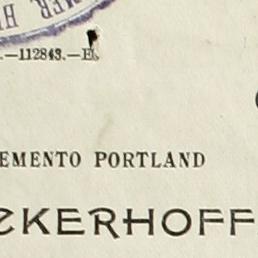 .—112843.—E.
EMENTO PORTLAND
CKERHOFF